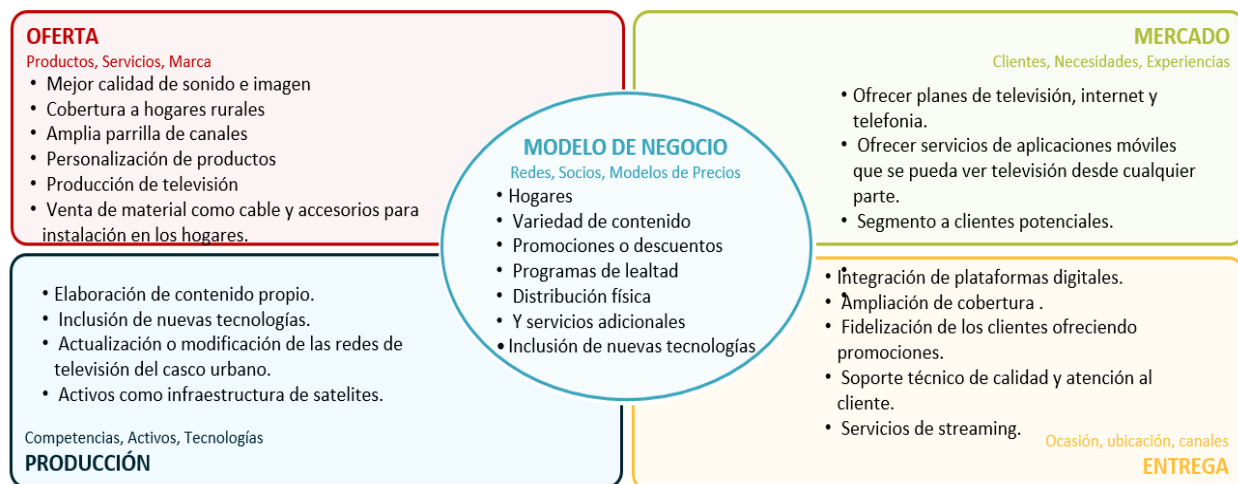 OFERTA
Productos, Servicios, Marca
• Mejor calidad de sonido e imagen
• Cobertura a hogares rurales
• Amplia parrilla de canales
• Personalización de productos
• Producción de televisión
• Venta de material como cable y accesorios para
instalación en los hogares.
MERCADO
Clientes, Necesidades, Experiencias
• Ofrecer planes de televisión, internet y
telefonia.
• Ofrecer servicios de aplicaciones móviles
que se pueda ver televisión desde cualquier
parte.
• Segmento a clientes potenciales.
MODELO DE NEGOCIO
Redes, Socios, Modelos de Precios
• Hogares
• Variedad de contenido
• Promociones o descuentos
• Programas de lealtad
• Distribución física
• Y servicios adicionales
• Inclusión de nuevas tecnologías
• Elaboración de contenido propio.
• Inclusión de nuevas tecnologías.
• Actualización o modificación de las redes de
televisión del casco urbano.
• Activos como infraestructura de satelites.
Competencias, Activos, Tecnologías
PRODUCCIÓN
• Integración de plataformas digitales.
• Ampliación de cobertura .
• Fidelización de los clientes ofreciendo
promociones.
• Soporte técnico de calidad y atención al
cliente.
• Servicios de streaming.
Ocasión, ubicación, canales
ENTREGA